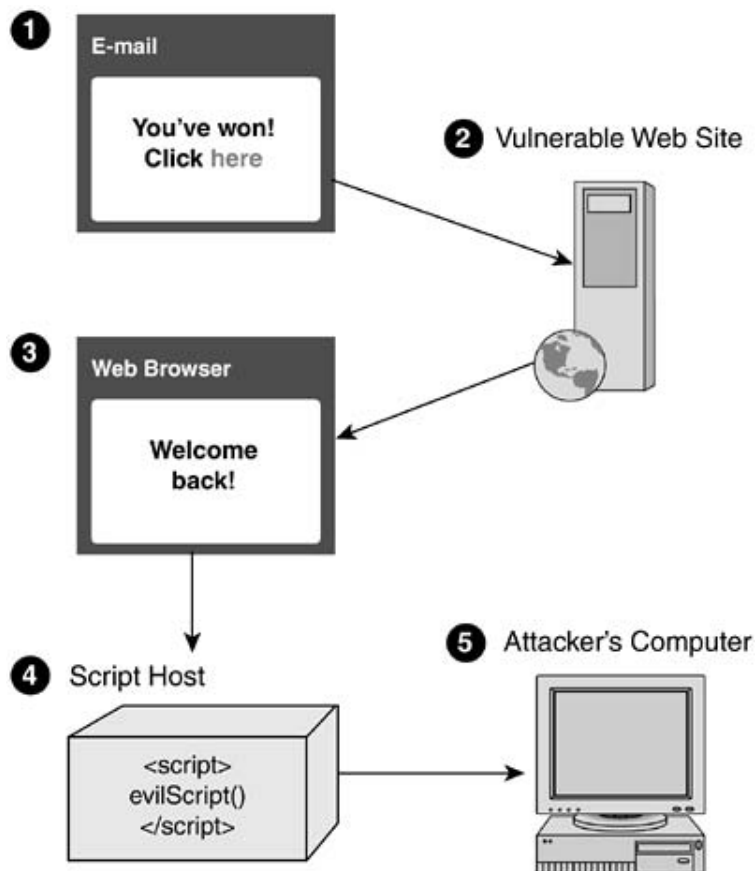 1
E-mail
You've won!
Click here
2 Vulnerable Web Site
3
Web Browser
Welcome
back!
4 Script Host
<script>
evilScript()
</script>
5 Attacker's Computer